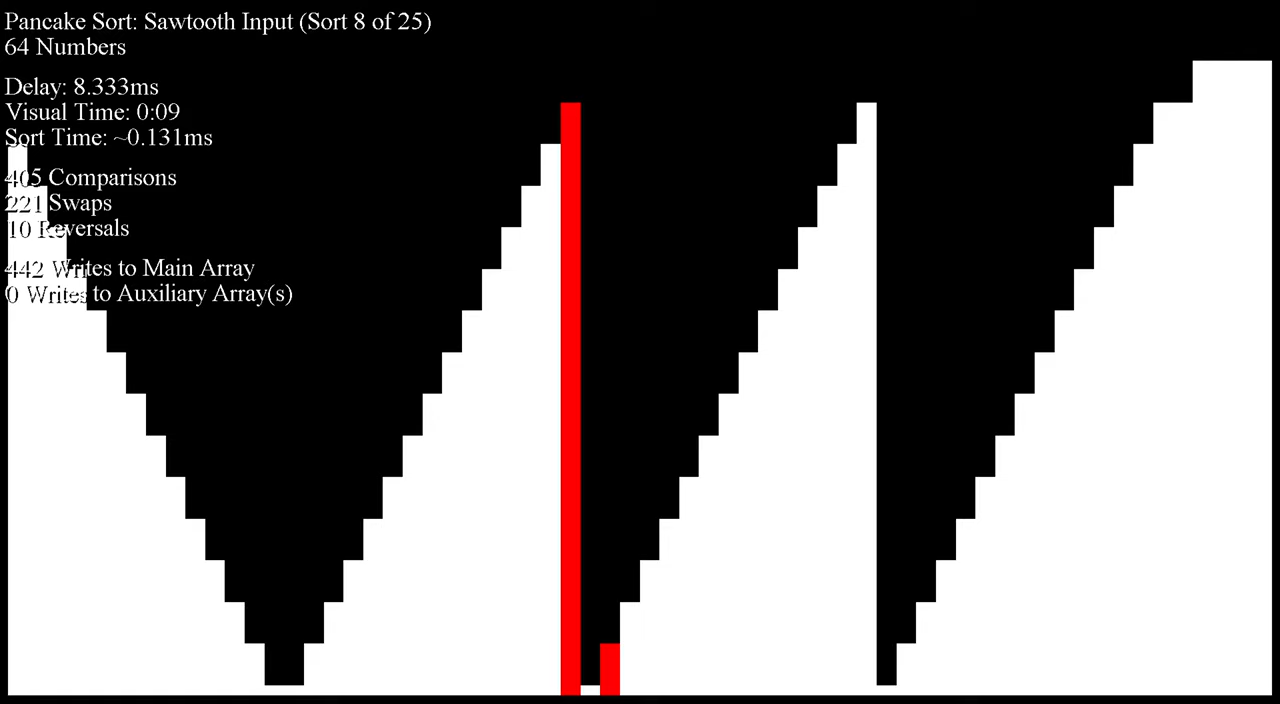 Pancake Sort: Sawtooth Input (Sort 8 of 25)
64 Numbers
Delay: 8.333ms
Visual Time: 0:09
Sort Time: ~0.131ms
405 Comparisons
221 Swaps
10 Reversals
442 Writes to Main Array
0 Writes to Auxiliary Array(s)